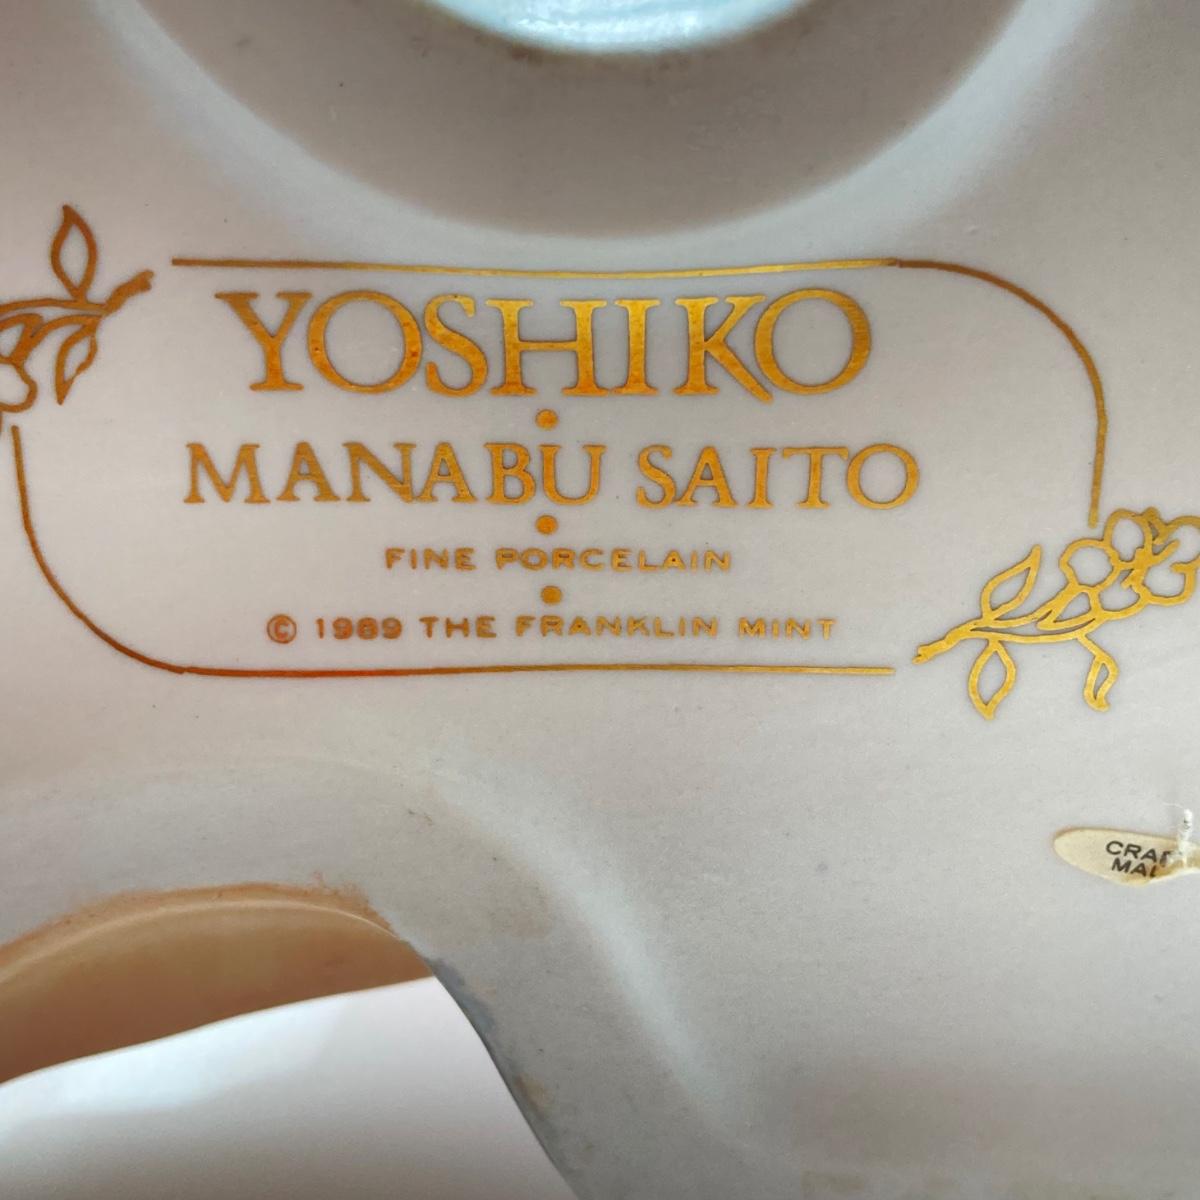 YOSHIKO
MANABU SAITO
FINE PORCELAIN
© 1989 THE FRANKLIN MINT